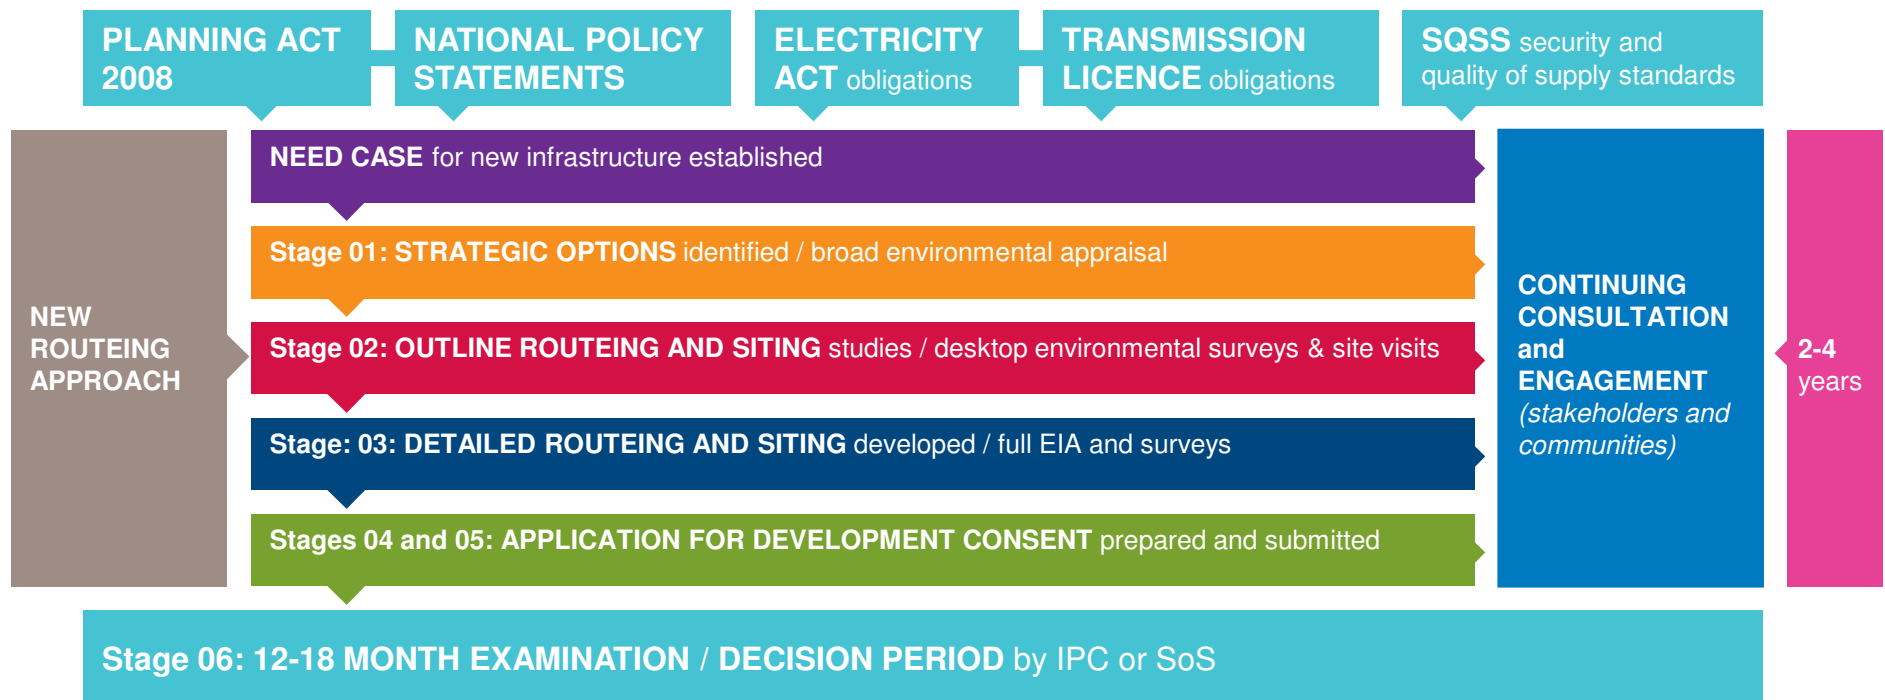 PLANNING ACT
2008
NATIONAL POLICY
STATEMENTS
ELECTRICITY
ACT obligations
TRANSMISSION
LICENCE obligations
SQSS security and
quality of supply standards
NEW
ROUTEING
APPROACH
NEED CASE for new infrastructure established
Stage 01: STRATEGIC OPTIONS identified / broad environmental appraisal
Stage 02: OUTLINE ROUTEING AND SITING studies / desktop environmental surveys & site visits
Stage: 03: DETAILED ROUTEING AND SITING developed / full EIA and surveys
Stages 04 and 05: APPLICATION FOR DEVELOPMENT CONSENT prepared and submitted
CONTINUING
CONSULTATION
and
ENGAGEMENT
(stakeholders and
communities)
2-4
years
Stage 06: 12-18 MONTH EXAMINATION / DECISION PERIOD by IPC or SoS